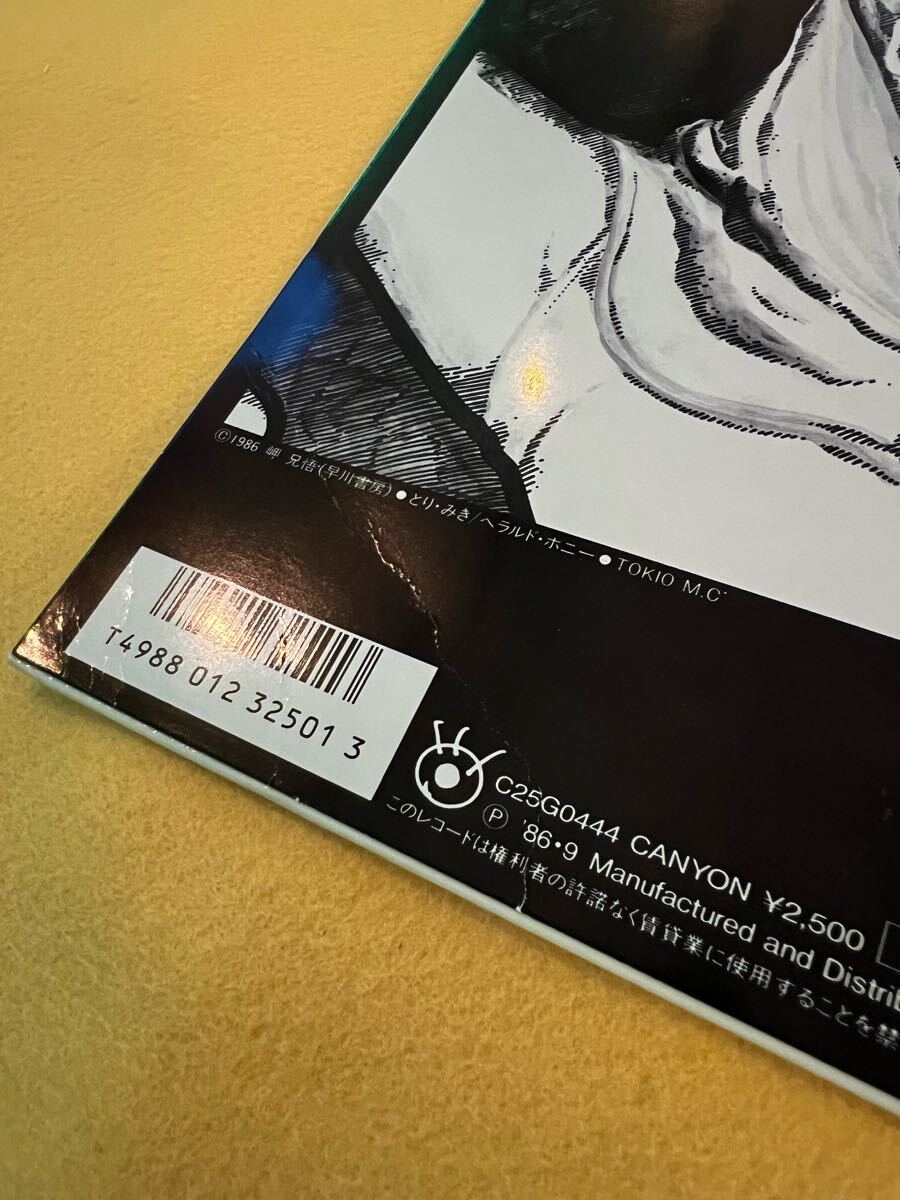 ©1986 岬 兄悟・(早川書房)●とり・みき/ヘラルド・ポニー●TOKIO M.C
T4988 012 32501 3
C25G0444 CANYON ¥2,500
Ⓟ '86・9 Manufactured and Distrib
このレコードは権利者の許諾なく賃貸業に使用することを禁